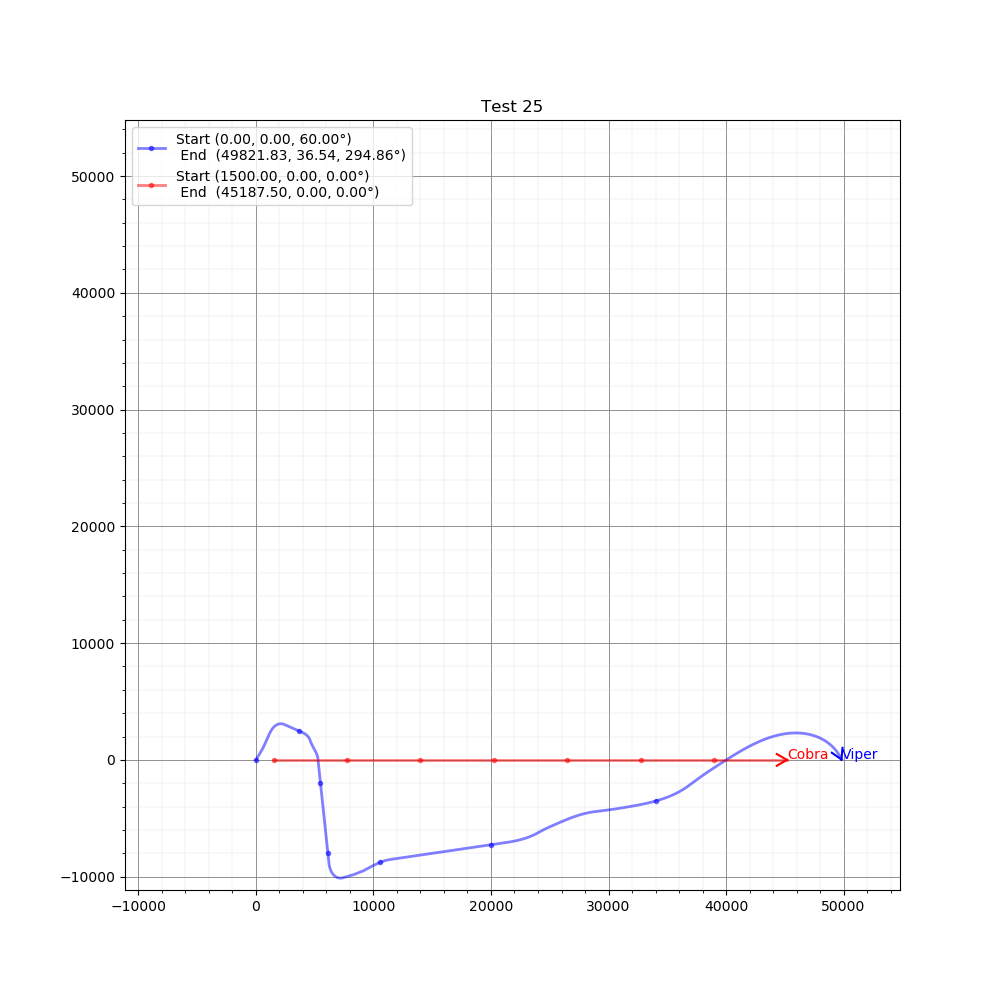 Test 25
Start (0.00, 0.00, 60.00°)
End (49821.83, 36.54, 294.86°)
Start (1500.00, 0.00, 0.00°)
End (45187.50, 0.00, 0.00°)
50000
40000
30000
20000
10000
0
−10000
Cobra
Viper
−10000
0
10000
20000
30000
40000
50000